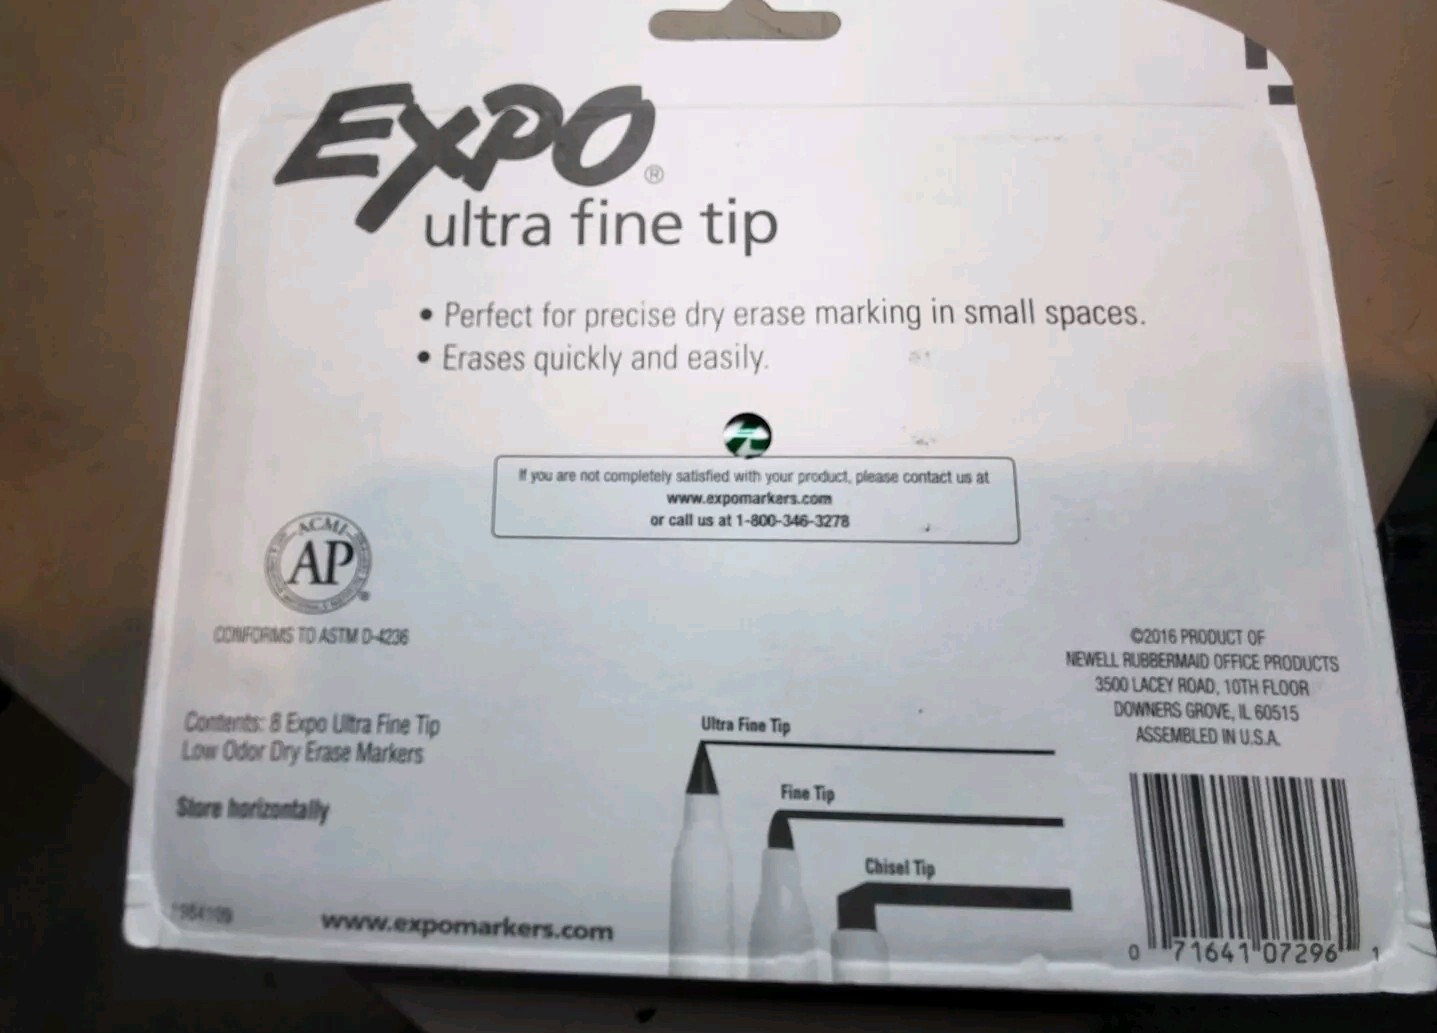 EXPO®
ultra fine tip
• Perfect for precise dry erase marking in small spaces.
• Erases quickly and easily.
If you are not completely satisfied with your product, please contact us at
www.expomarkers.com
or call us at 1-800-346-3278
ACMI
AP
CONFORMS TO ASTM D-4236
©2016 PRODUCT OF
NEWELL RUBBERMAID OFFICE PRODUCTS
3500 LACEY ROAD, 10TH FLOOR
DOWNERS GROVE, IL 60515
ASSEMBLED IN U.S.A.
Contents: 8 Expo Ultra Fine Tip
Low Odor Dry Erase Markers
Store horizontally
Ultra Fine Tip
Fine Tip
Chisel Tip
www.expomarkers.com
0 71641 07296 1